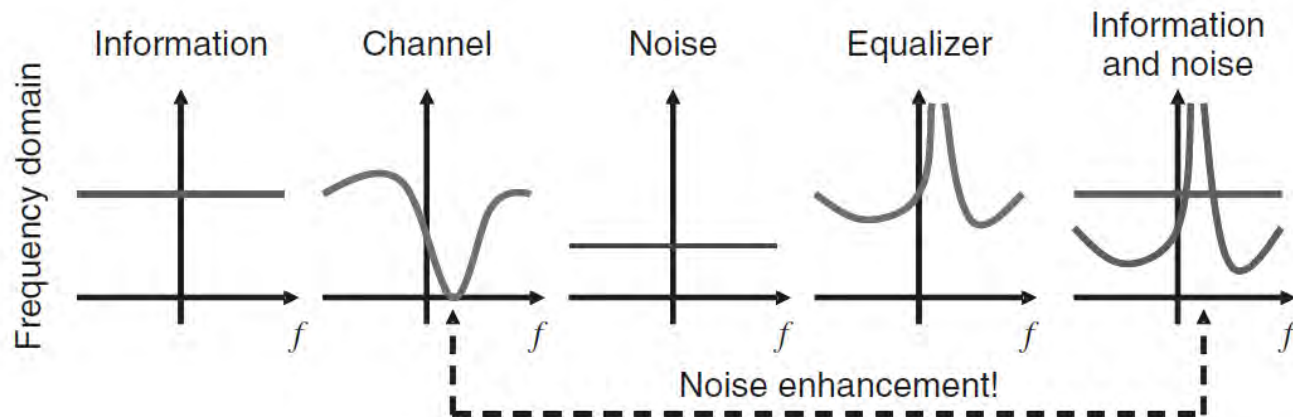 Information
Channel
Noise
Equalizer
Information
and noise
Frequency domain
f
f
f
f
f
Noise enhancement!